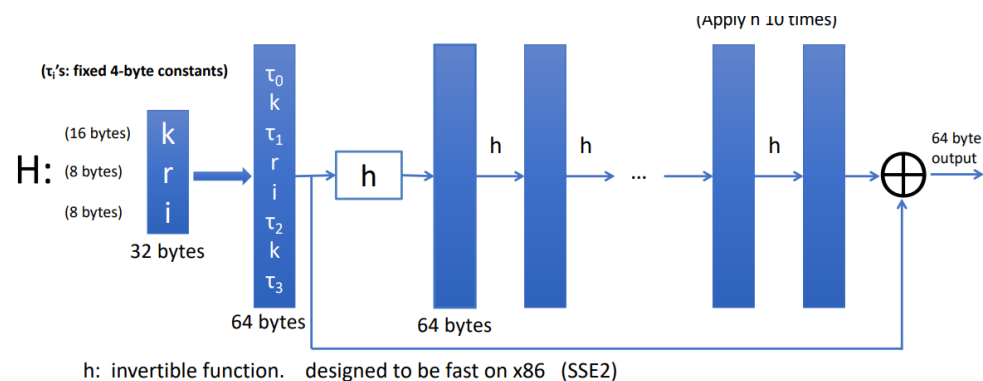 (Apply h 10 times)
(τᵢ's: fixed 4-byte constants)
H:
(16 bytes)
(8 bytes)
(8 bytes)
k
r
i
32 bytes
τ₀
k
τ₁
r
i
τ₂
k
τ₃
64 bytes
h
64 bytes
h
h
...
h
64 byte
output
h: invertible function. designed to be fast on x86 (SSE2)